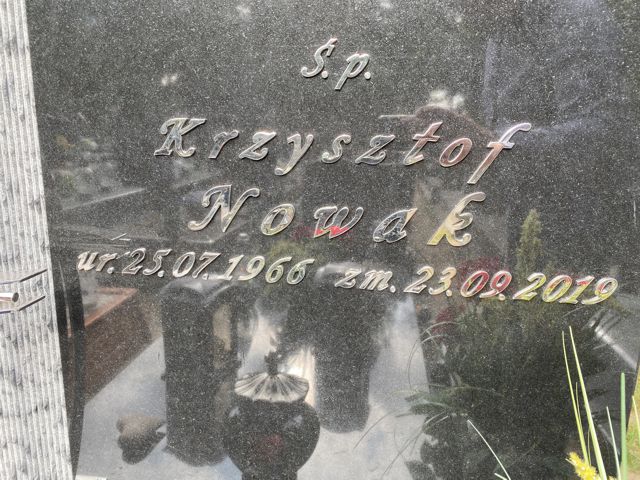 Ś.p.
Krzysztof
Nowak
ur. 25.07.1966 zm. 23.09.2019